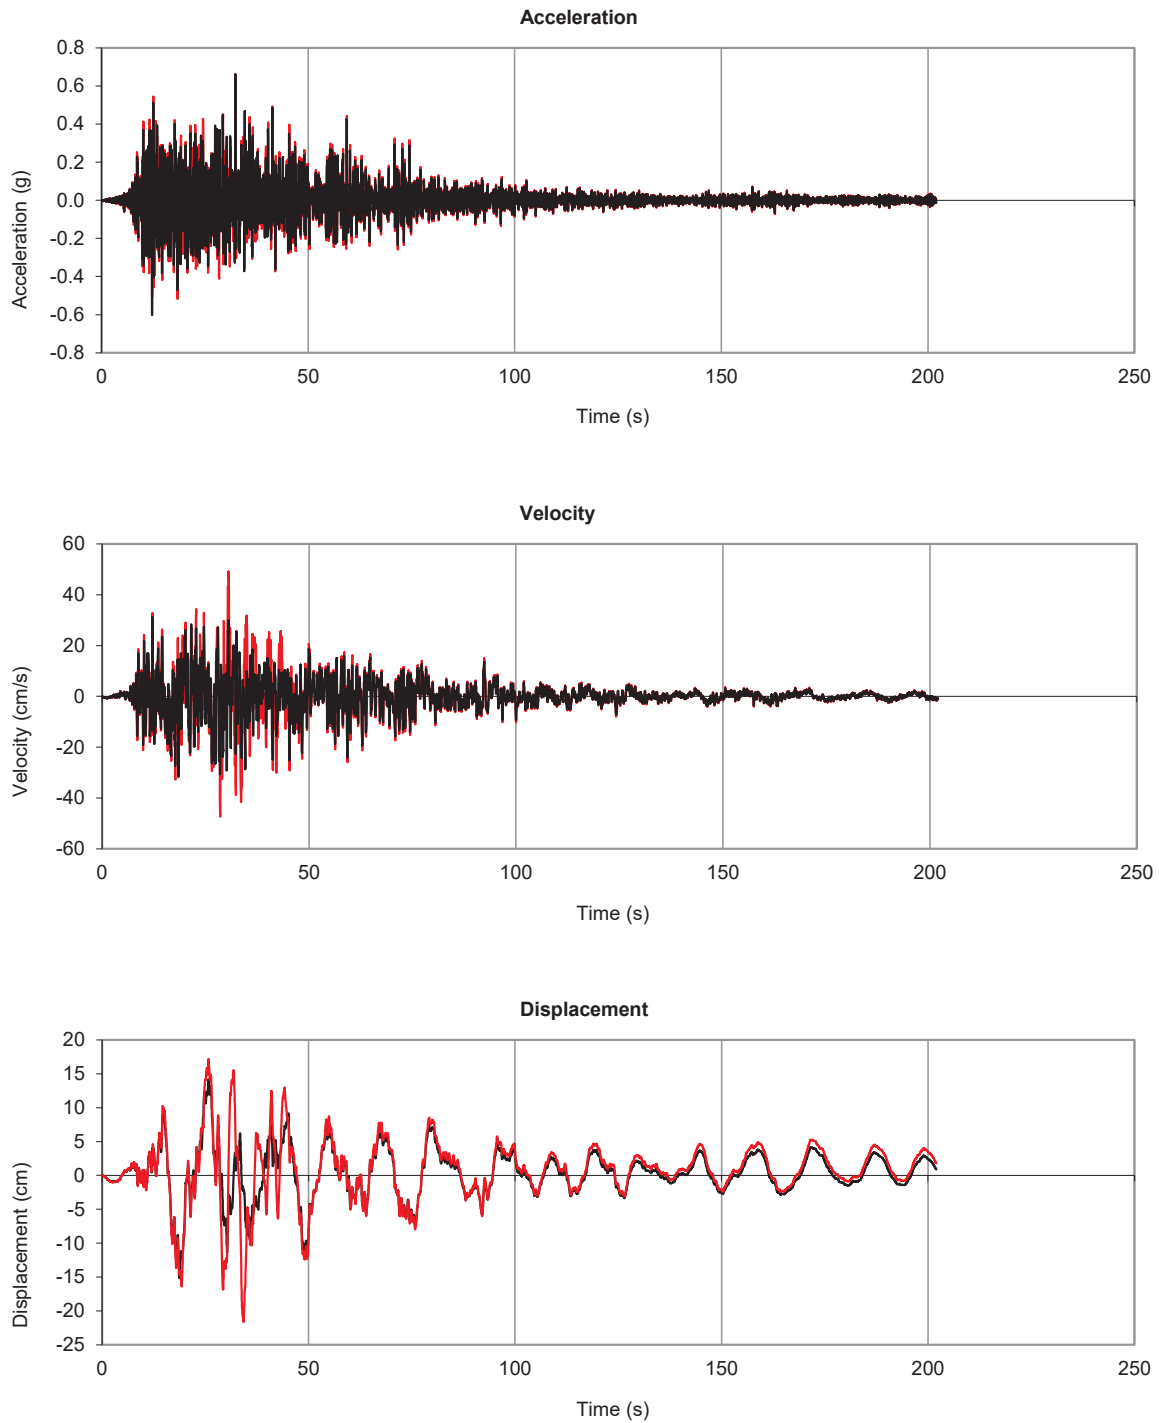 Acceleration
0.8
0.6
0.4
0.2
0.0
-0.2
-0.4
-0.6
-0.8
Acceleration (g)
0 50 100 150 200 250
Time (s)
Velocity
60
40
20
0
-20
-40
-60
Velocity (cm/s)
0 50 100 150 200 250
Time (s)
Displacement
20
15
10
5
0
-5
-10
-15
-20
-25
Displacement (cm)
0 50 100 150 200 250
Time (s)